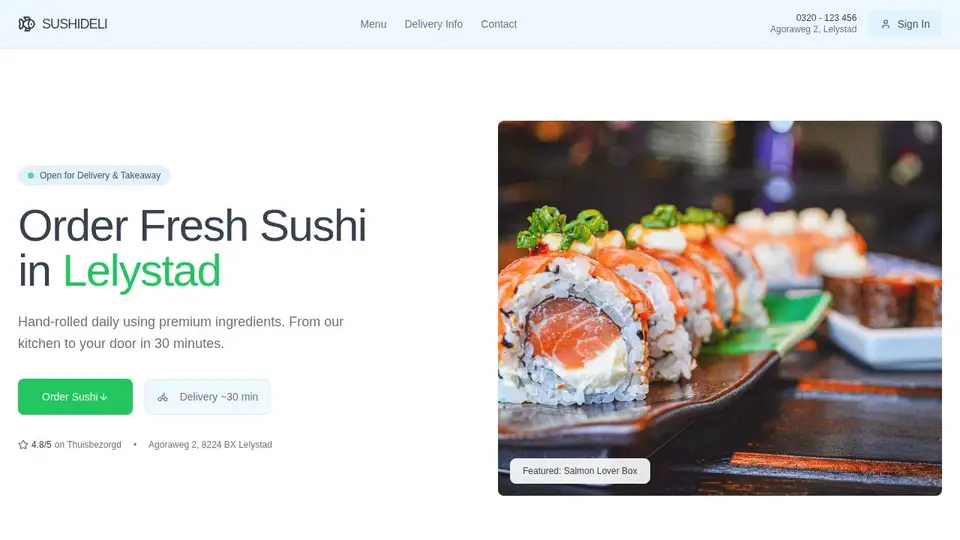 SUSHIDELI
Menu
Delivery Info
Contact
0320 - 123 456
Agoraweg 2, Lelystad
Sign In
Open for Delivery & Takeaway
Order Fresh Sushi
in Lelystad
Hand-rolled daily using premium ingredients. From our
kitchen to your door in 30 minutes.
Order Sushi
Delivery ~30 min
4.8/5 on Thuisbezorgd • Agoraweg 2, 8224 BX Lelystad
Featured: Salmon Lover Box